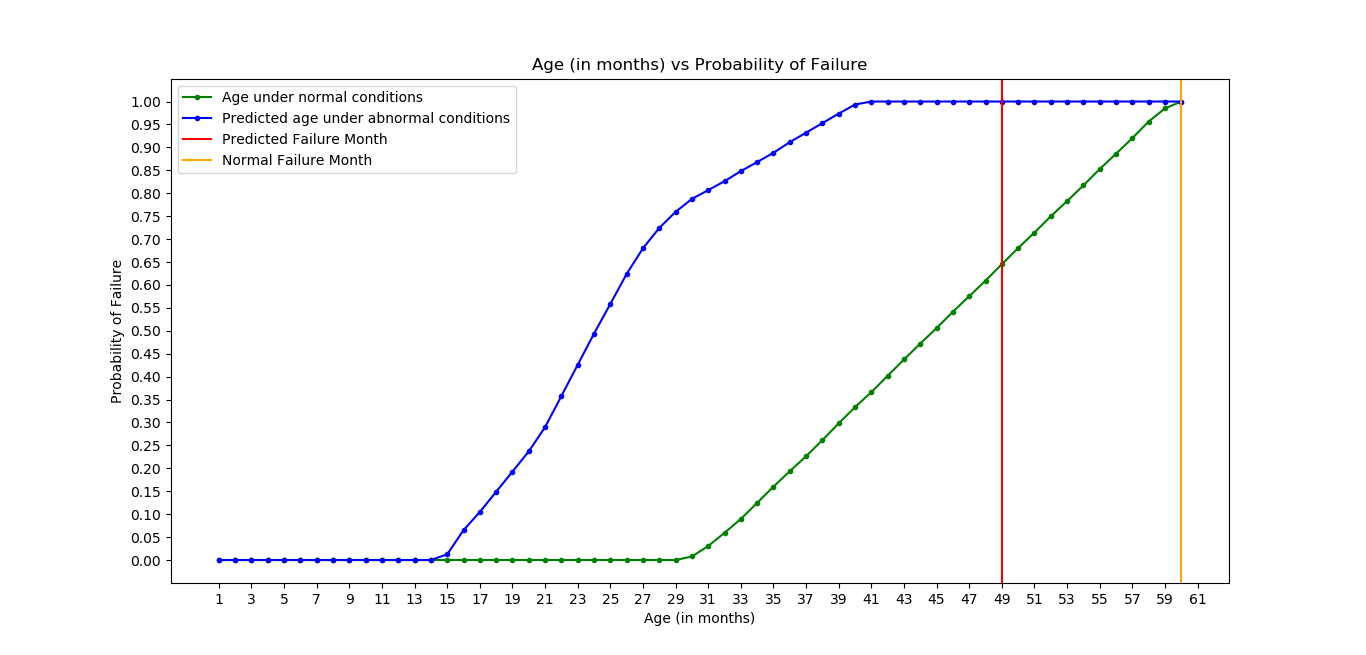 Age (in months) vs Probability of Failure
Age under normal conditions
Predicted age under abnormal conditions
Predicted Failure Month
Normal Failure Month
Probability of Failure
1.00
0.95
0.90
0.85
0.80
0.75
0.70
0.65
0.60
0.55
0.50
0.45
0.40
0.35
0.30
0.25
0.20
0.15
0.10
0.05
0.00
1 3 5 7 9 11 13 15 17 19 21 23 25 27 29 31 33 35 37 39 41 43 45 47 49 51 53 55 57 59 61
Age (in months)